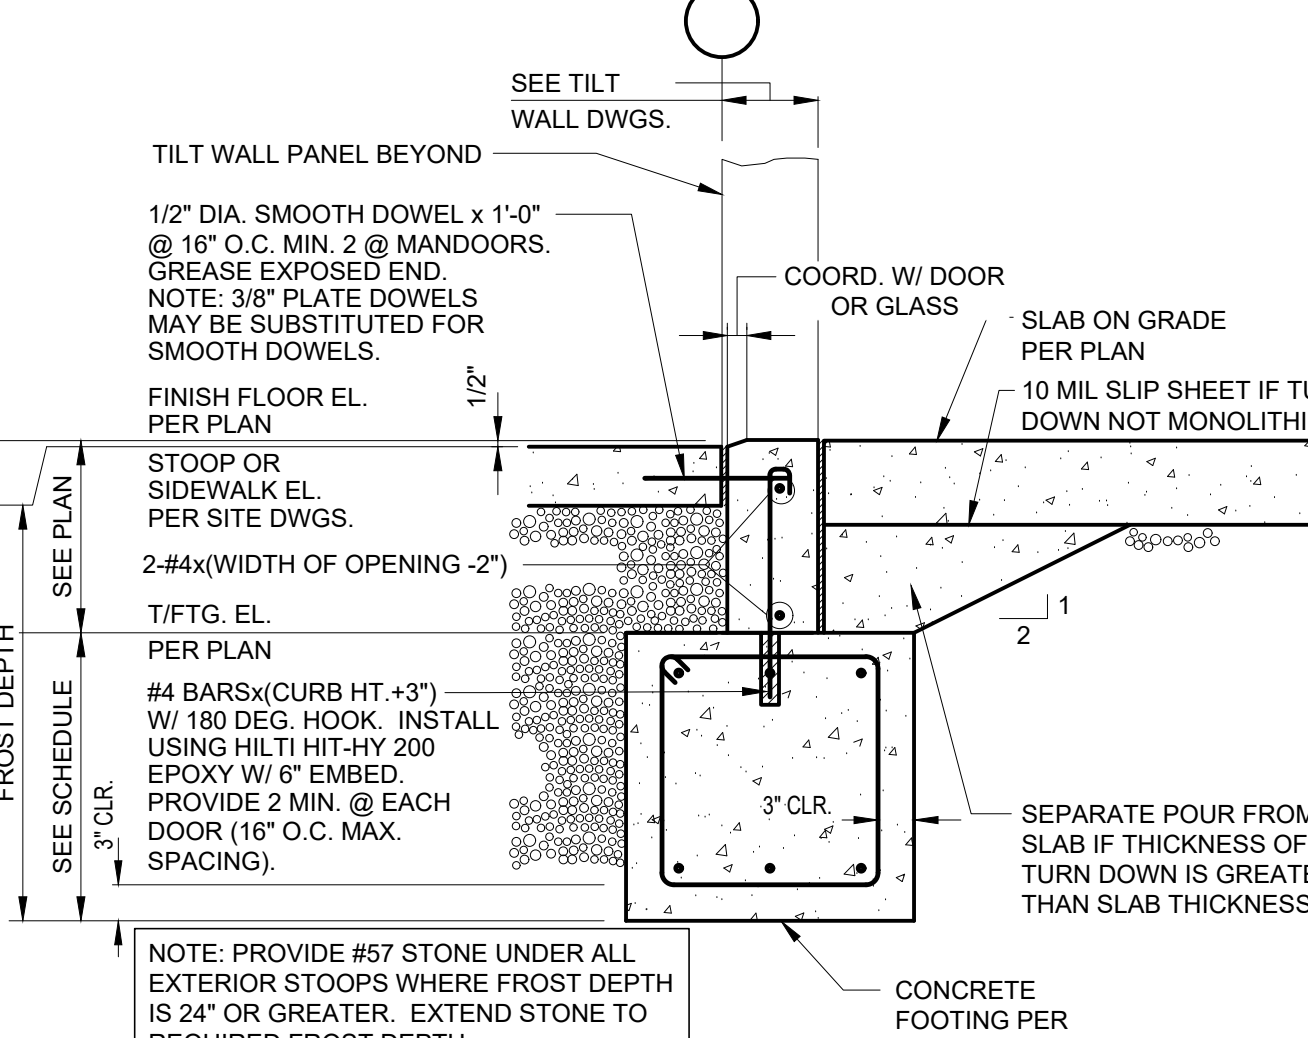 SEE TILT
WALL DWGS.
TILT WALL PANEL BEYOND
1/2" DIA. SMOOTH DOWEL x 1'-0"
@ 16" O.C. MIN. 2 @ MANDOORS.
GREASE EXPOSED END.
NOTE: 3/8" PLATE DOWELS
MAY BE SUBSTITUTED FOR
SMOOTH DOWELS.
COORD. W/ DOOR
OR GLASS
SLAB ON GRADE
PER PLAN
10 MIL SLIP SHEET IF
DOWN NOT
1/2"
FINISH FLOOR EL.
PER PLAN
STOOP OR
SIDEWALK EL.
PER SITE DWGS.
SEE PLAN
2-#4x(WIDTH OF OPENING -2")
T/FTG. EL.
PER PLAN
1
2
FROST DEPTH
SEE SCHEDULE
3" CLR.
#4 BARSx(CURB HT.+3")
W/ 180 DEG. HOOK. INSTALL
USING HILTI HIT-HY 200
EPOXY W/ 6" EMBED.
PROVIDE 2 MIN. @ EACH
DOOR (16" O.C. MAX.
SPACING).
3" CLR.
SEPARATE POUR FROM
SLAB IF THICKNESS OF
TURN DOWN IS
THAN SLAB THICKNESS
NOTE: PROVIDE #57 STONE UNDER ALL
EXTERIOR STOOPS WHERE FROST DEPTH
IS 24" OR GREATER. EXTEND STONE TO
REQUIRED FROST DEPTH
CONCRETE
FOOTING PER